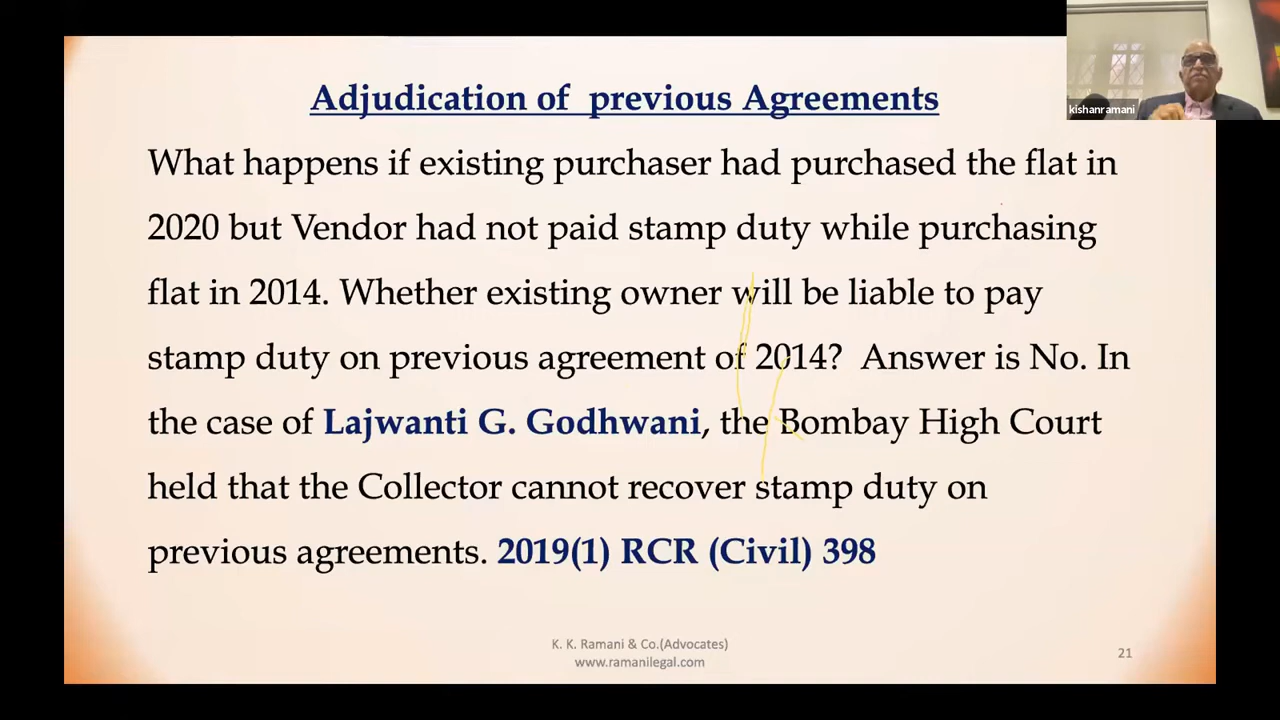 Adjudication of previous Agreements
What happens if existing purchaser had purchased the flat in
2020 but Vendor had not paid stamp duty while purchasing
flat in 2014. Whether existing owner will be liable to pay
stamp duty on previous agreement of 2014? Answer is No. In
the case of Lajwanti G. Godhwani, the Bombay High Court
held that the Collector cannot recover stamp duty on
previous agreements. 2019(1) RCR (Civil) 398
K. K. Ramani & Co.(Advocates)
www.ramanilegal.com
21
kishanramani